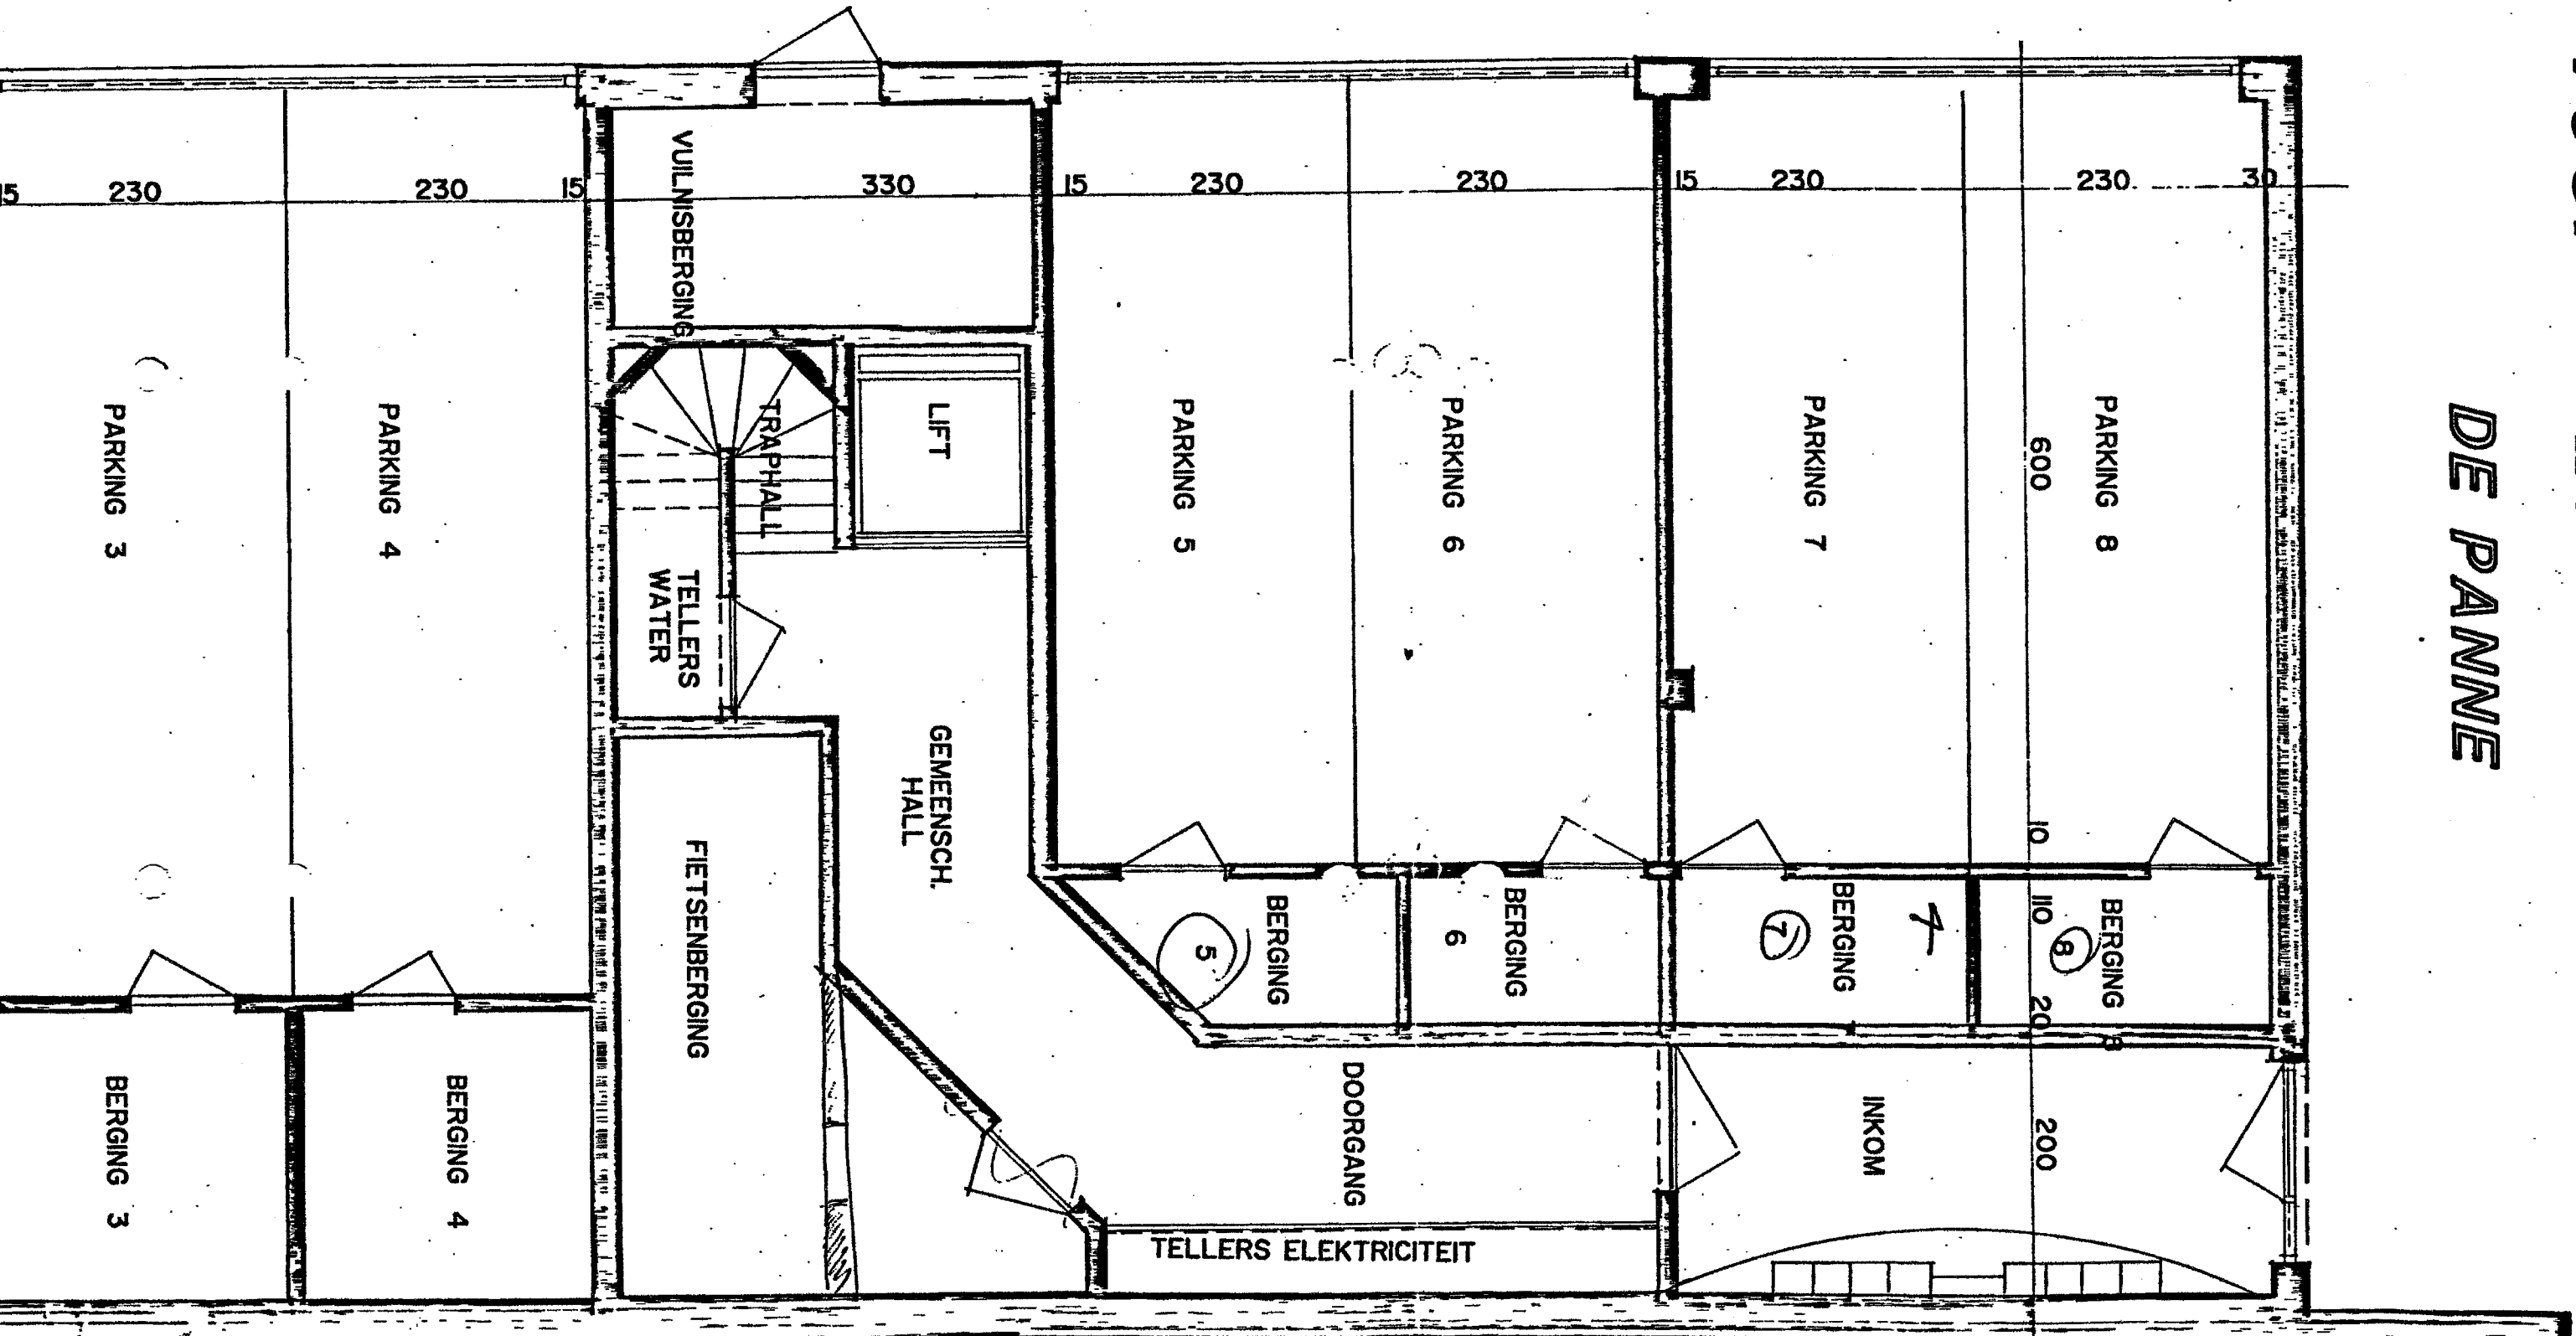 DE PANNE
15 230 230 15 330 15 230 230 15 230 230 30
VUILNISBERGING
TRAPHALL
LIFT
PARKING 3
PARKING 4
PARKING 5
PARKING 6
PARKING 7
PARKING 8
600
TELLERS
WATER
GEMEENSCH.
HALL
FIETSENBERGING
10
BERGING
5
BERGING
6
BERGING
7
BERGING
8
110
20
BERGING 3
BERGING 4
DOORGANG
INKOM
200
TELLERS ELEKTRICITEIT